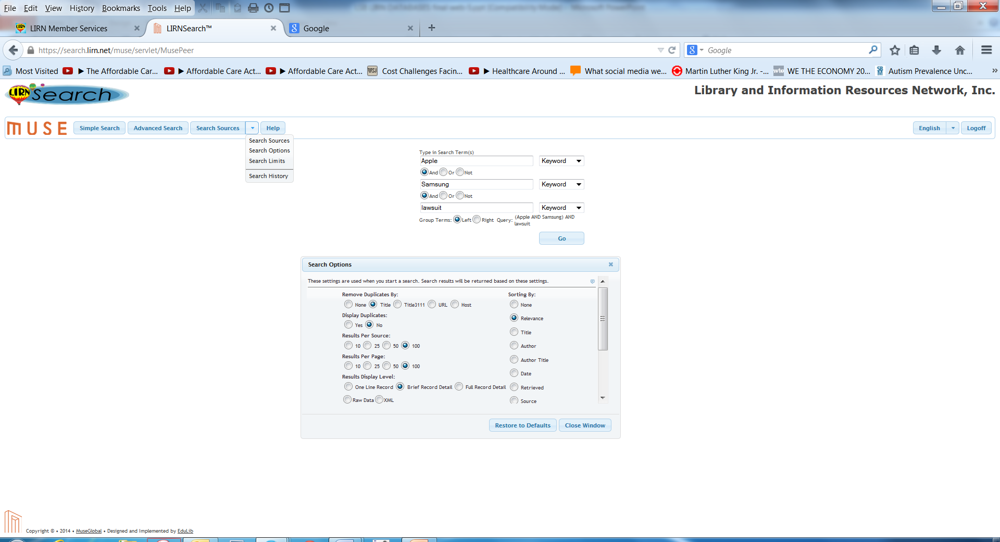 File Edit View History Bookmarks Tools Help
LIRN Member Services
LIRNSearch™
Google
https://search.lirn.net/muse/servlet/MusePeer
Google
Most Visited ▶ The Affordable Car... ▶ Affordable Care Act... ▶ Affordable Care Act... WSJ Cost Challenges Facin... ▶ Healthcare Around ... What social media we... Martin Luther King Jr. -... wte WE THE ECONOMY 20... Autism Prevalence Unc... »
LIRN Search
Library and Information Resources Network, Inc.
MUSE Simple Search Advanced Search Search Sources Help English Logoff
Search Sources
Search Options
Search Limits
Search History
Type in Search Term(s)
Apple Keyword
And Or Not
Samsung Keyword
And Or Not
lawsuit Keyword
Group Terms: Left Right Query: (Apple AND Samsung) AND
lawsuit
Go
Search Options
These settings are used when you start a search. Search results will be returned based on these settings.
Remove Duplicates By:
None Title Title3111 URL Host
Display Duplicates:
Yes No
Results Per Source:
10 25 50 100
Results Per Page:
10 25 50 100
Results Display Level:
One Line Record Brief Record Detail Full Record Detail
Raw Data XML
Sorting By:
None
Relevance
Title
Author
Author Title
Date
Retrieved
Source
Restore to Defaults Close Window
Copyright © • 2014 • MuseGlobal • Designed and Implemented by EduLib